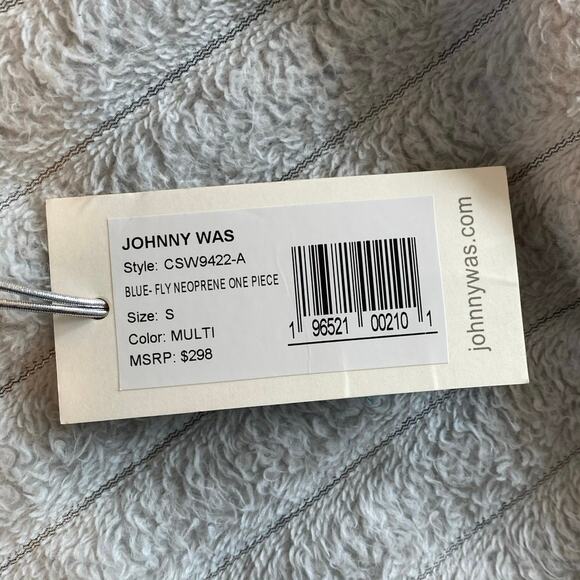 JOHNNY WAS
Style: CSW9422-A
BLUE- FLY NEOPRENE ONE PIECE
Size: S
Color: MULTI
MSRP: $298
1 96521 00210 1
johnnywas.com